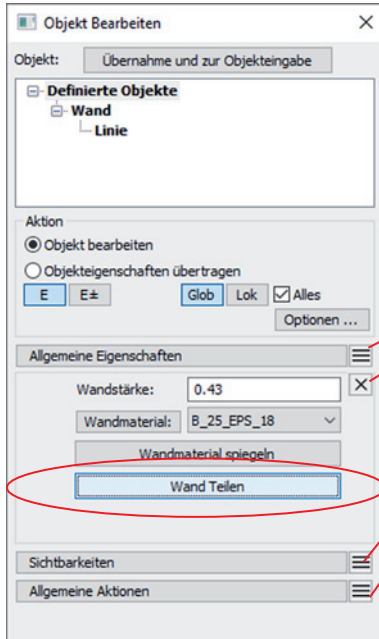 Objekt Bearbeiten
Objekt: Übernahme und zur Objekteingabe
Definierte Objekte
Wand
Linie
Aktion
Objekt bearbeiten
Objekteigenschaften übertragen
E E± Glob Lok Alles
Optionen ...
Allgemeine Eigenschaften
Wandstärke: 0.43
Wandmaterial: B_25_EPS_18
Wandmaterial spiegeln
Wand Teilen
Sichtbarkeiten
Allgemeine Aktionen